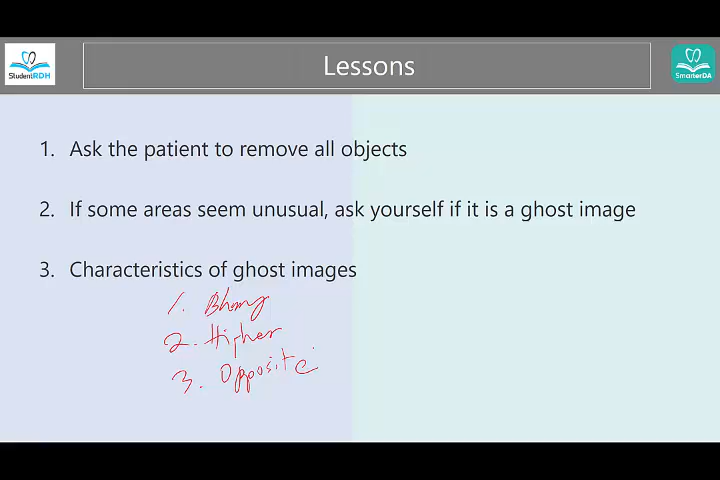 StudentRDH
Lessons
SmarterDA
1. Ask the patient to remove all objects
2. If some areas seem unusual, ask yourself if it is a ghost image
3. Characteristics of ghost images
1.
2. Higher
3. Opposite